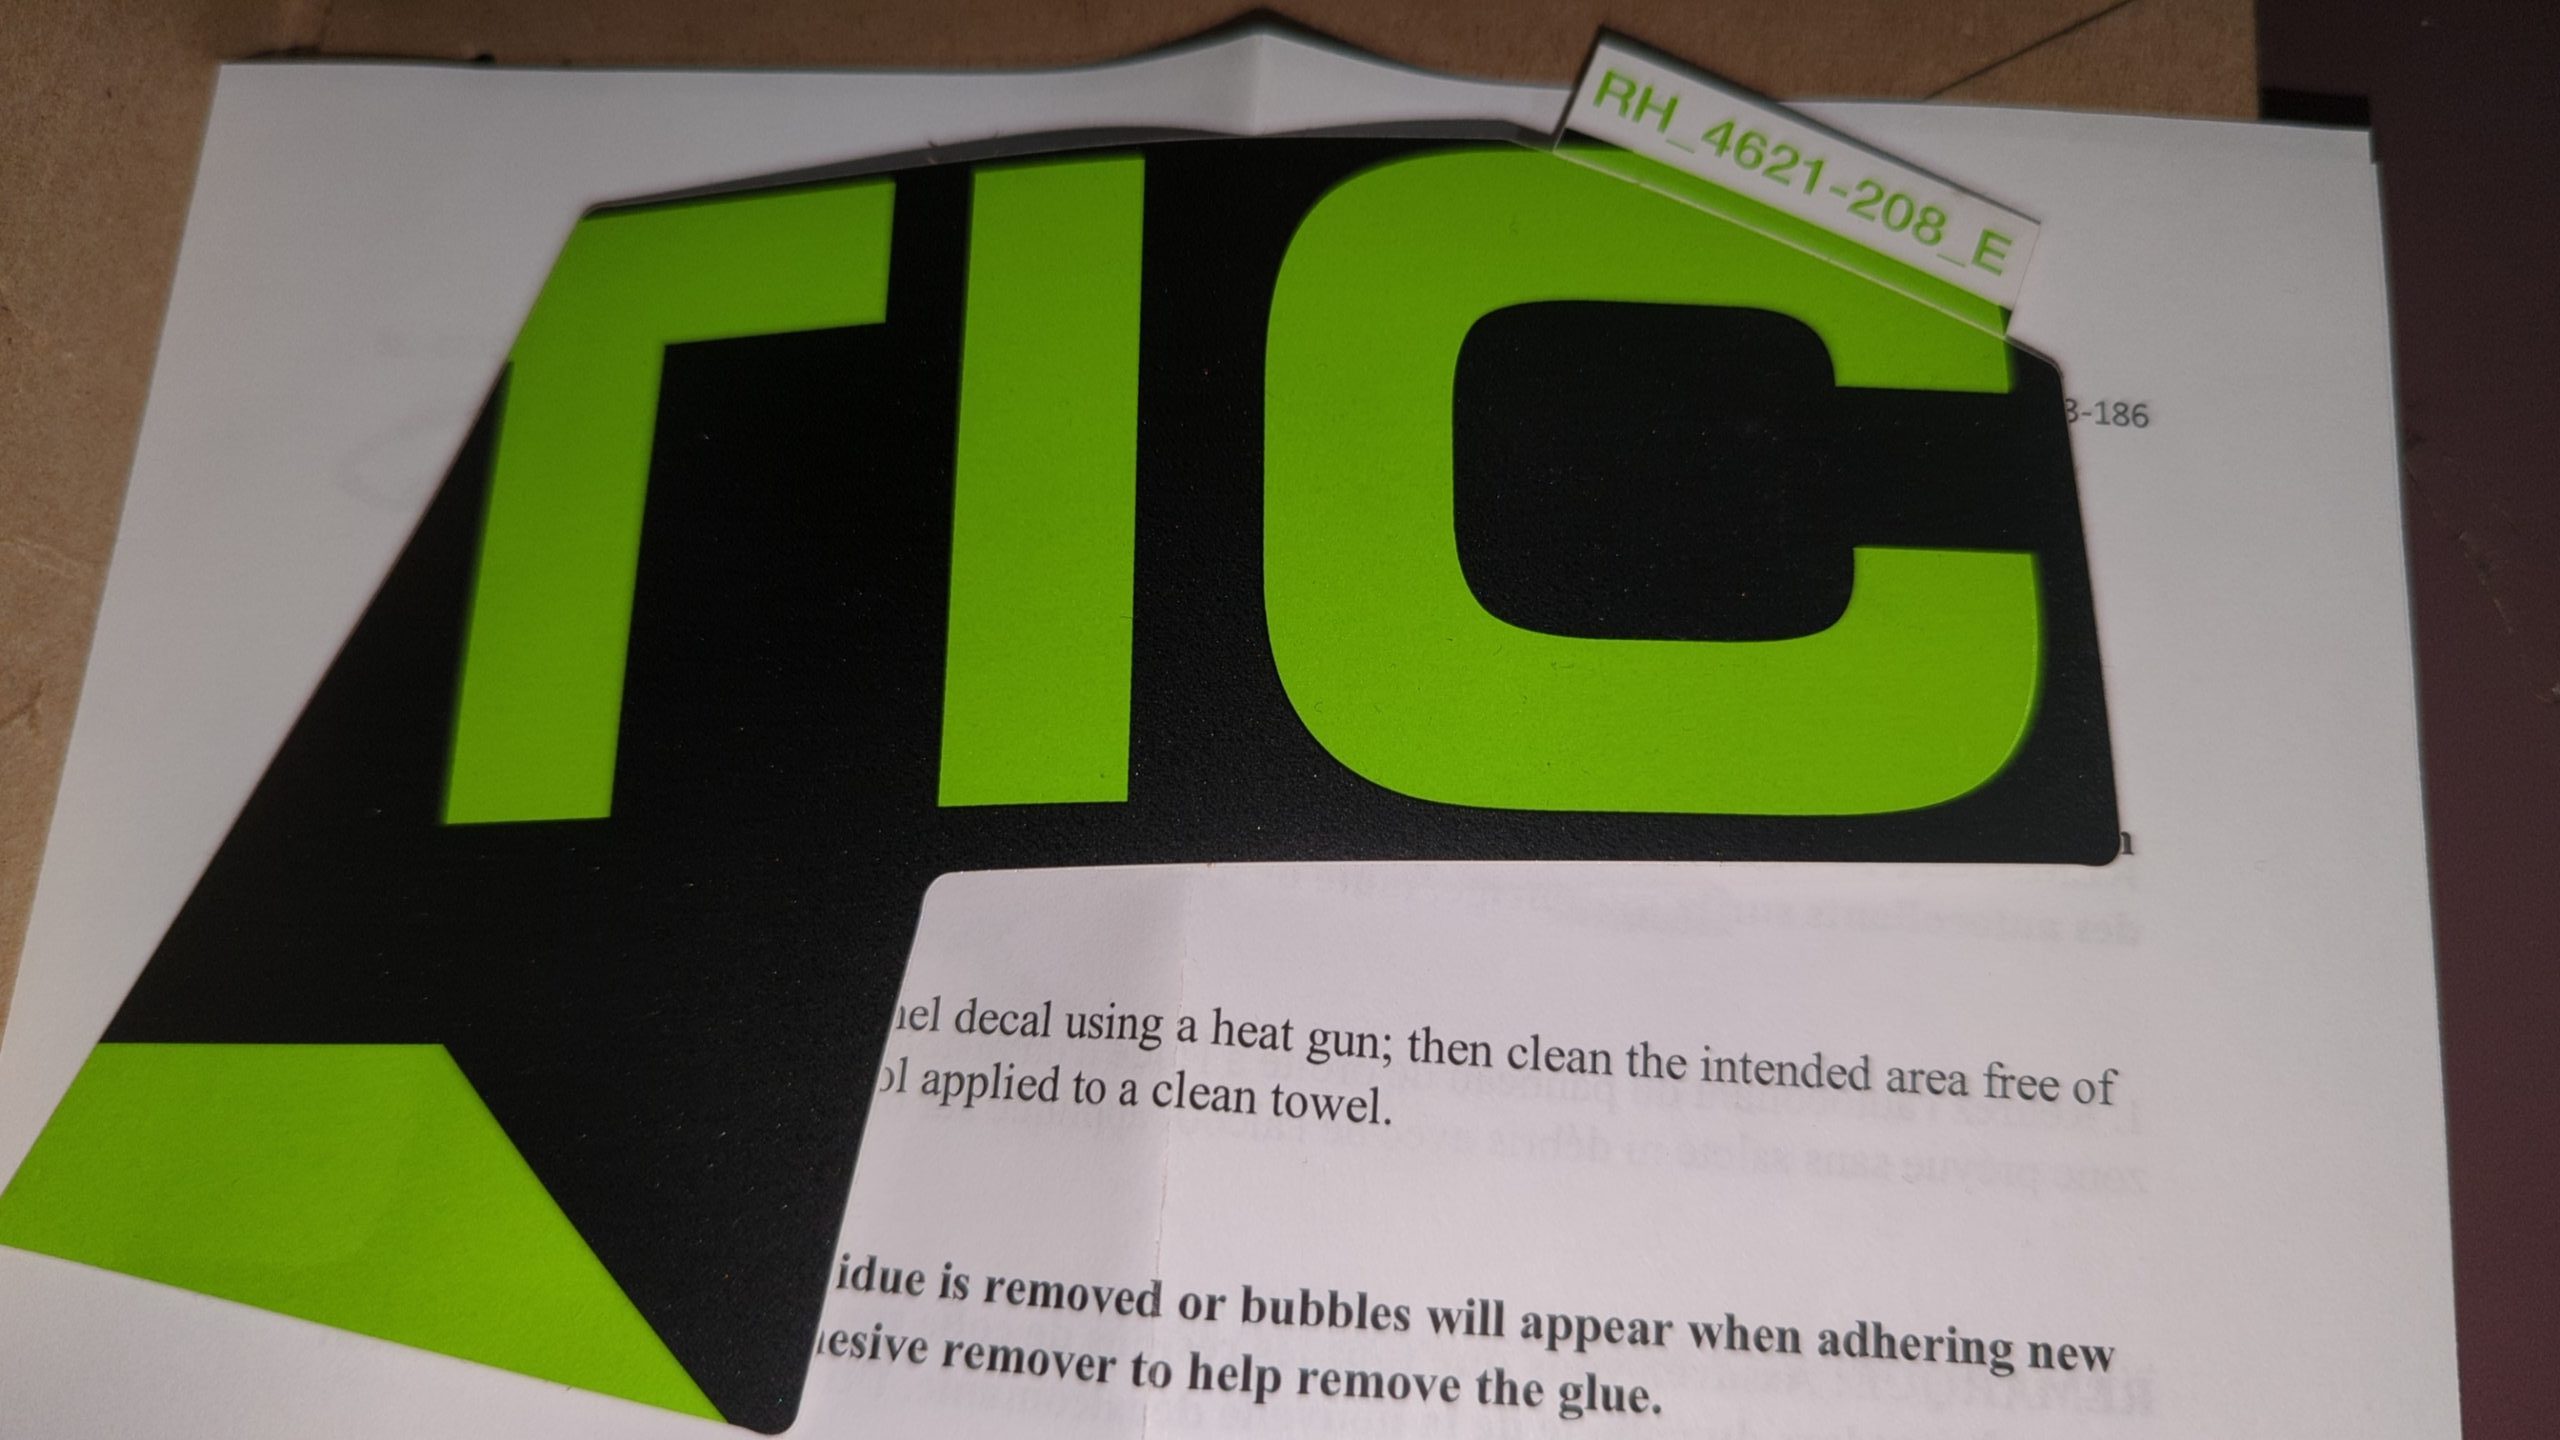 RH_4621-208_E
TIC
3-186
nel decal using a heat gun; then clean the intended area free of
ol applied to a clean towel.
idue is removed or bubbles will appear when adhering new
esive remover to help remove the glue.